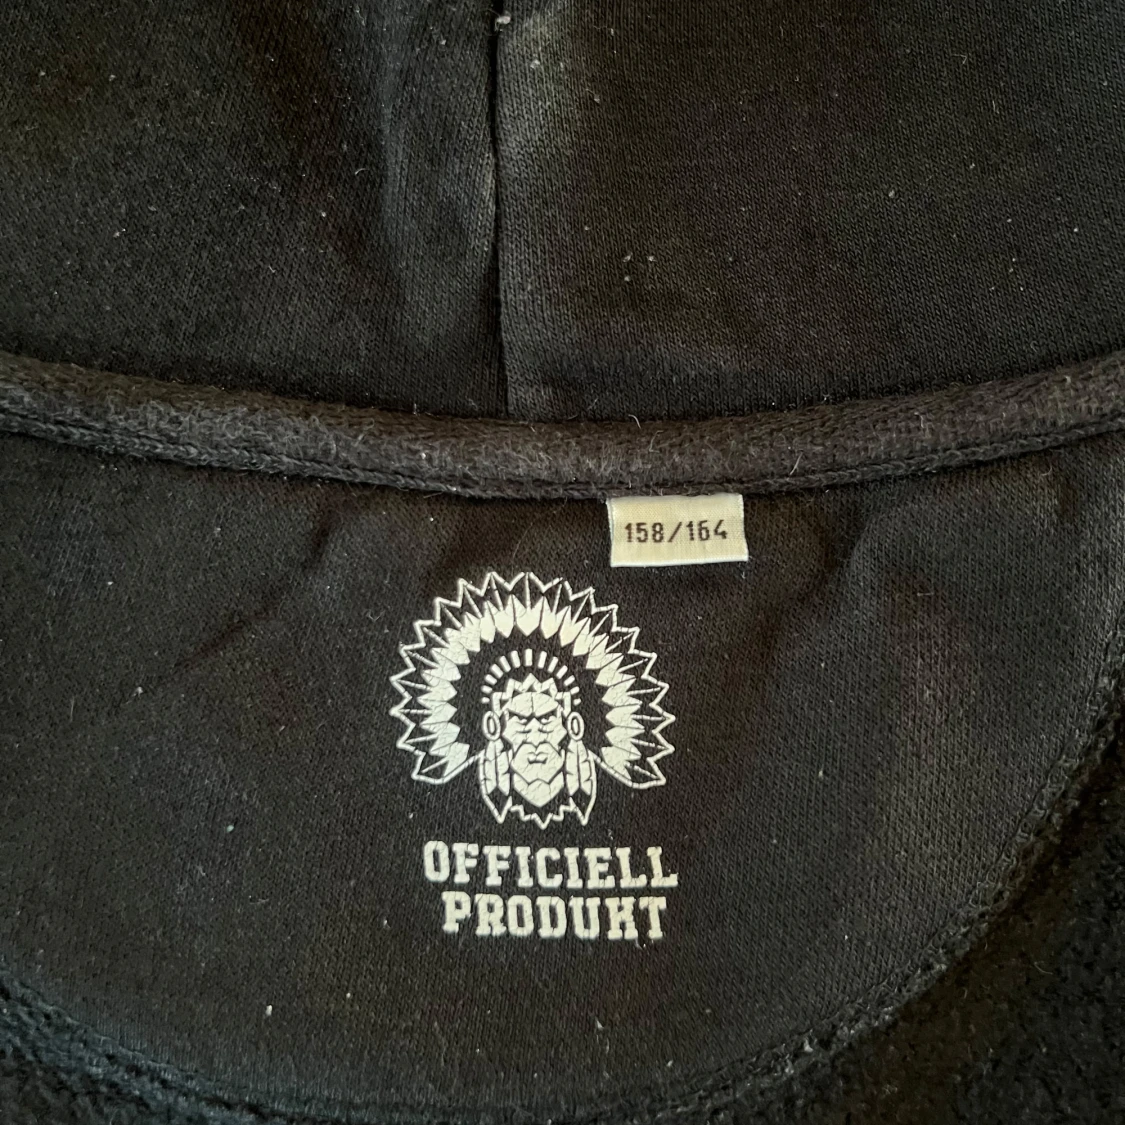 158/164
OFFICIELL
PRODUKT